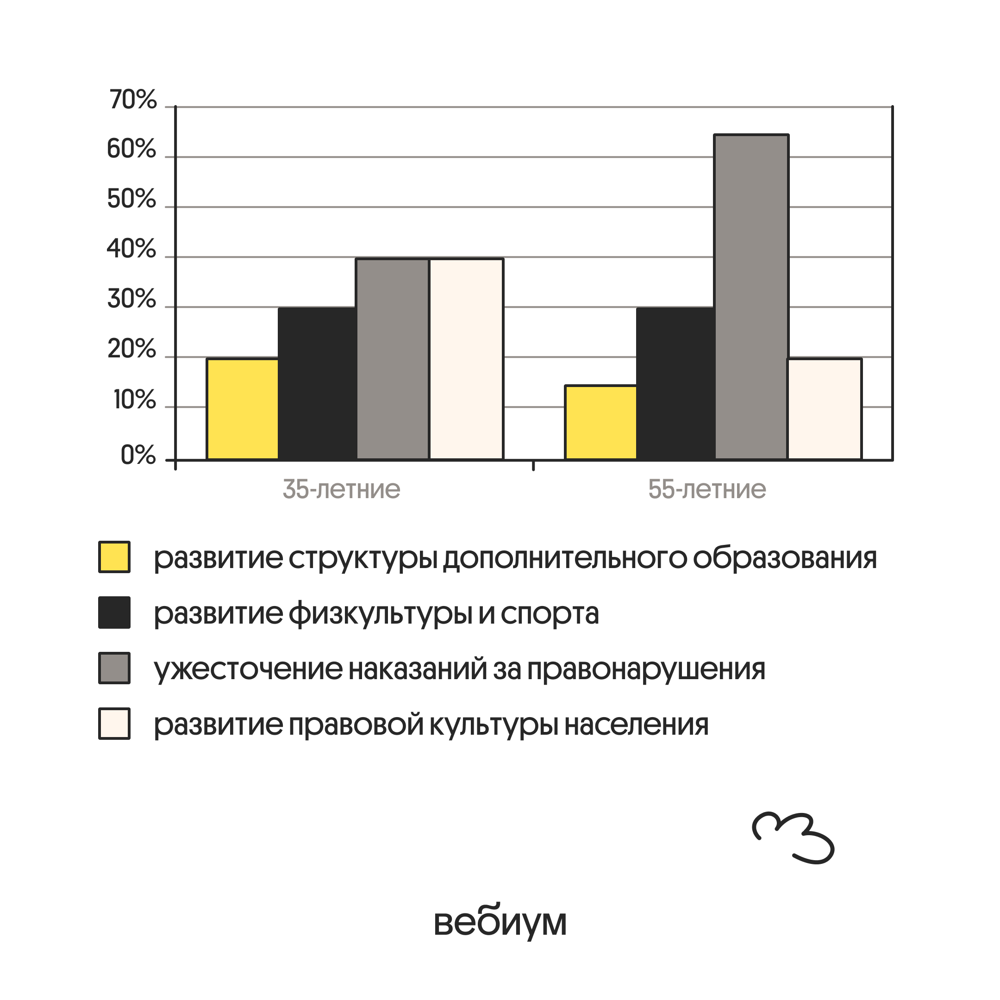 70%
60%
50%
40%
30%
20%
10%
0%
35-летние
55-летние
развитие структуры дополнительного образования
развитие физкультуры и спорта
ужесточение наказаний за правонарушения
развитие правовой культуры населения
вебиум